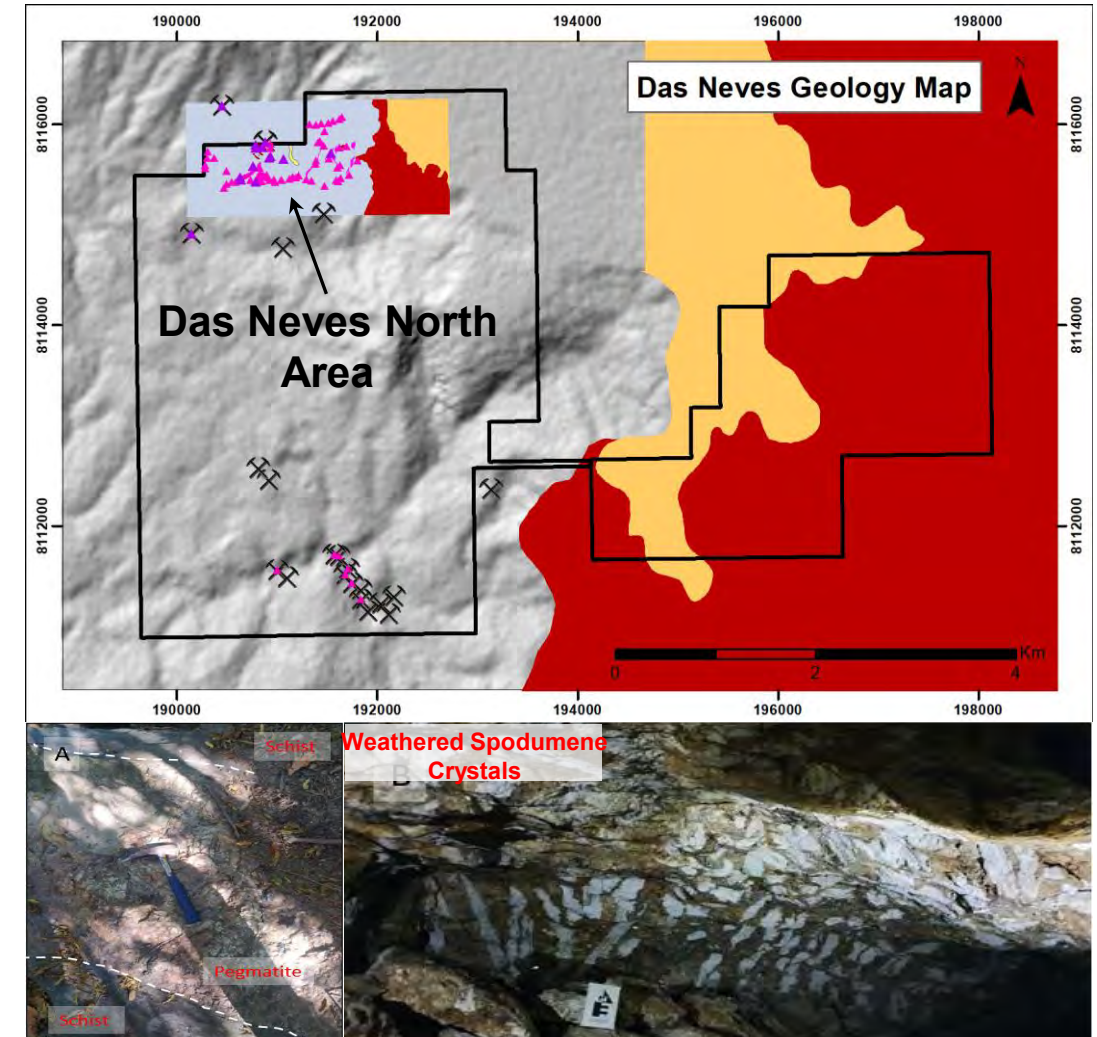 190000 192000 194000 196000 198000
Das Neves Geology Map
N
8116000 8116000
Das Neves North
Area
8114000 8114000
8112000 8112000
Km
0 2 4
190000 192000 194000 196000 198000
A
Schist
Pegmatite
Schist
Weathered Spodumene
Crystals
B